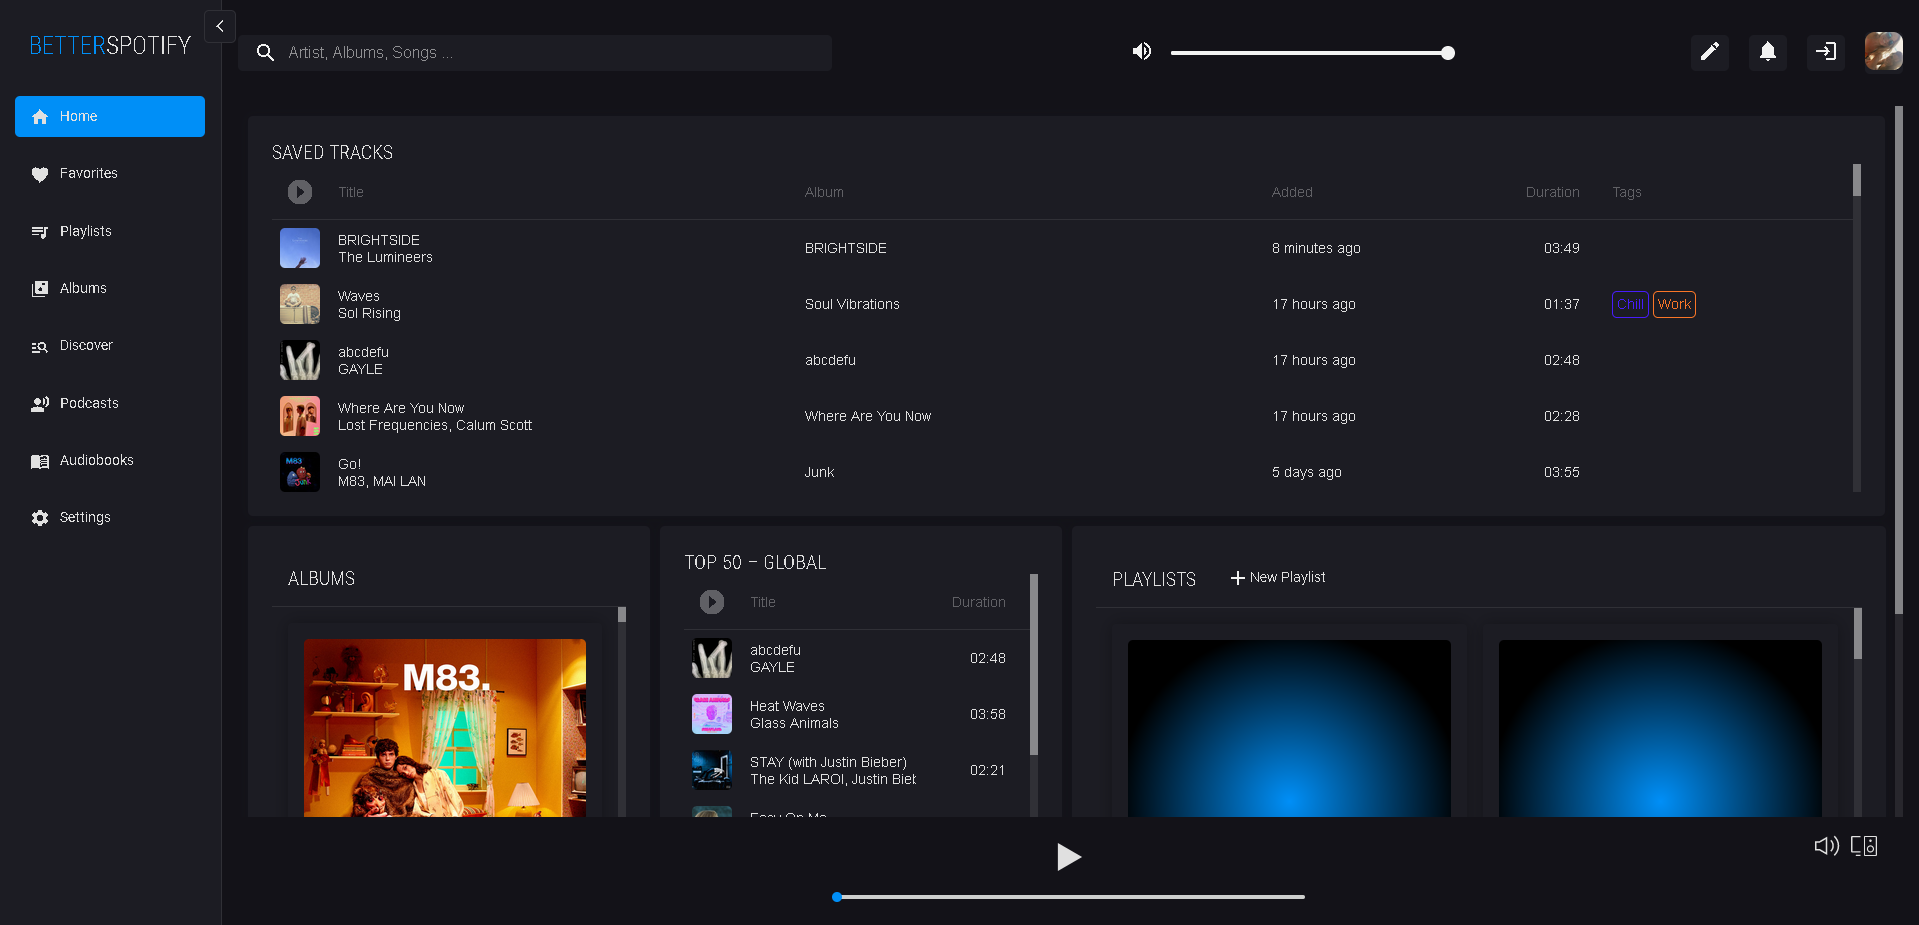 BETTERSPOTIFY
Artist, Albums, Songs ...
Home
Favorites
Playlists
Albums
Discover
Podcasts
Audiobooks
Settings
SAVED TRACKS
Title Album Added Duration Tags
BRIGHTSIDE
The Lumineers
BRIGHTSIDE 8 minutes ago 03:49
Waves
Sol Rising
Soul Vibrations 17 hours ago 01:37 Chill Work
abcdefu
GAYLE
abcdefu 17 hours ago 02:48
Where Are You Now
Lost Frequencies, Calum Scott
Where Are You Now 17 hours ago 02:28
M83
Go!
M83, MAI LAN
Junk 5 days ago 03:55
ALBUMS
M83.
TOP 50 – GLOBAL
Title Duration
abcdefu
GAYLE
02:48
Heat Waves
Glass Animals
03:58
STAY (with Justin Bieber)
The Kid LAROI, Justin Bieb
02:21
Easy On Me
PLAYLISTS
New Playlist